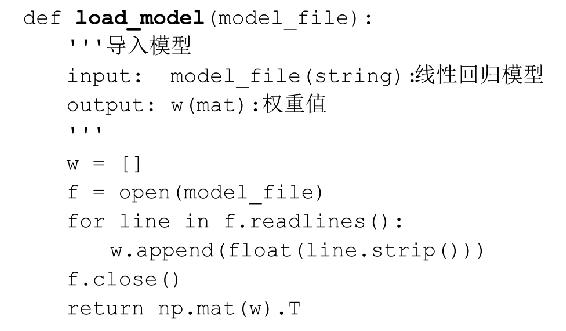 def load_model(model_file):
    '''导入模型
    input:  model_file(string):线性回归模型
    output: w(mat):权重值
    '''
    w = []
    f = open(model_file)
    for line in f.readlines():
        w.append(float(line.strip()))
    f.close()
    return np.mat(w).T